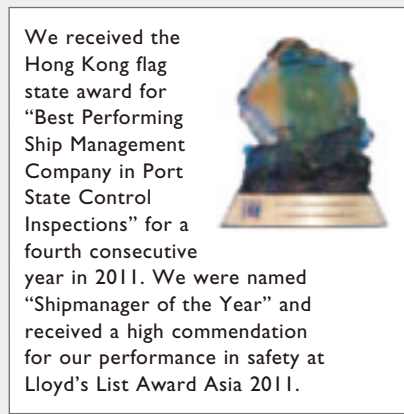 We received the
Hong Kong flag
state award for
“Best Performing
Ship Management
Company in Port
State Control
Inspections” for a
fourth consecutive
year in 2011. We were named
“Shipmanager of the Year” and
received a high commendation
for our performance in safety at
Lloyd’s List Award Asia 2011.